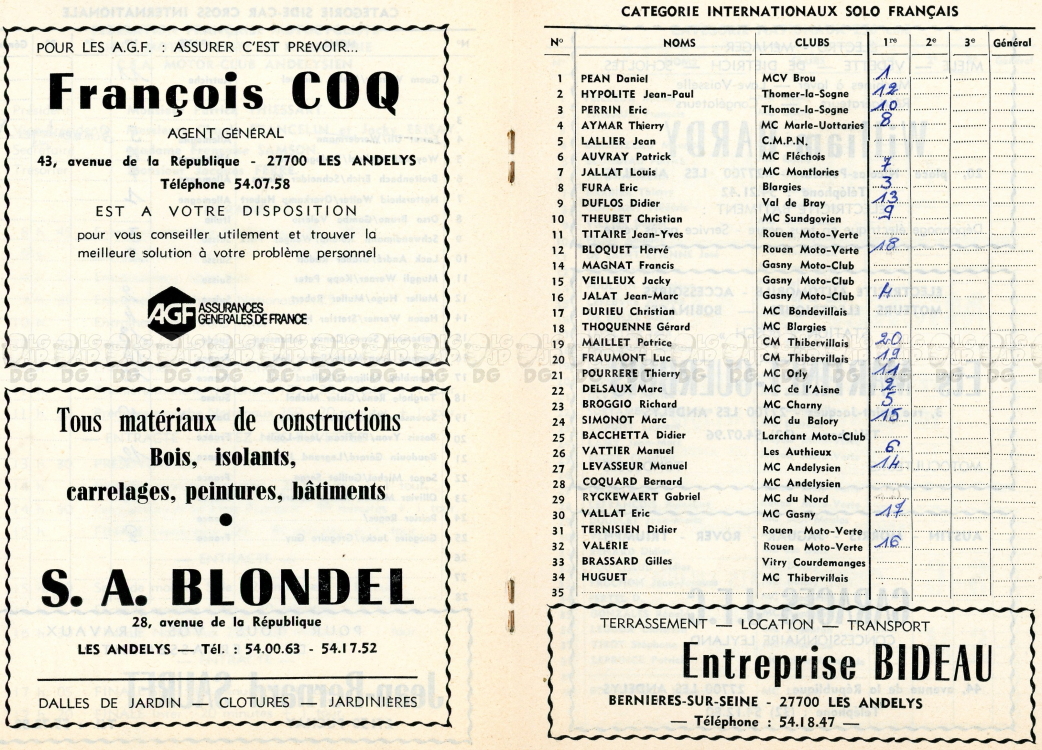 POUR LES A.G.F. : ASSURER C'EST PREVOIR...
François COQ
AGENT GÉNÉRAL
43, avenue de la République - 27700 LES ANDELYS
Téléphone 54.07.58
EST A VOTRE DISPOSITION
pour vous conseiller utilement et trouver la
meilleure solution à votre problème personnel
AGF ASSURANCES
GENERALES DE FRANCE
Tous matériaux de constructions
Bois, isolants,
carrelages, peintures, bâtiments
S. A. BLONDEL
28, avenue de la République
LES ANDELYS — Tél. : 54.00.63 - 54.17.52
DALLES DE JARDIN — CLOTURES — JARDINIERES
CATEGORIE INTERNATIONAUX SOLO FRANÇAIS
N° NOMS CLUBS 1re 2e 3e Général
1 PEAN Daniel MCV Brou 1
2 HYPOLITE Jean-Paul Thomer-la-Sogne 12
3 PERRIN Eric Thomer-la-Sogne 10
4 AYMAR Thierry MC Marle-Uottaries 8
5 LALLIER Jean C.M.P.N.
6 AUVRAY Patrick MC Fléchois
7 JALLAT Louis MC Montlories 7
8 FURA Eric Blargies 3
9 DUFLOS Didier Val de Bray 13
10 THEUBET Christian MC Sundgovien 9
11 TITAIRE Jean-Yves Rouen Moto-Verte
12 BLOQUET Hervé Rouen Moto-Verte 18
14 MAGNAT Francis Gasny Moto-Club
15 VEILLEUX Jacky Gasny Moto-Club
16 JALAT Jean-Marc Gasny Moto-Club 4
17 DURIEU Christian MC Bondevillais
18 THOQUENNE Gérard MC Blargies
19 MAILLET Patrice CM Thibervillais 20
20 FRAUMONT Luc CM Thibervillais 19
21 POURRERE Thierry MC Orly 11
22 DELSAUX Marc MC de l'Aisne 2
23 BROGGIO Richard MC Charny 5
24 SIMONOT Marc MC du Balory 15
25 BACCHETTA Didier Larchant Moto-Club
26 VATTIER Manuel Les Authieux 6
27 LEVASSEUR Manuel MC Andelysien 14
28 COQUARD Bernard MC Andelysien
29 RYCKEWAERT Gabriel MC du Nord
30 VALLAT Eric MC Gasny 17
31 TERNISIEN Didier Rouen Moto-Verte
32 VALÉRIE Rouen Moto-Verte 16
33 BRASSARD Gilles Vitry Courdemanges
34 HUGUET MC Thibervillais
35
TERRASSEMENT — LOCATION — TRANSPORT
Entreprise BIDEAU
BERNIERES-SUR-SEINE - 27700 LES ANDELYS
— Téléphone : 54.18.47 —